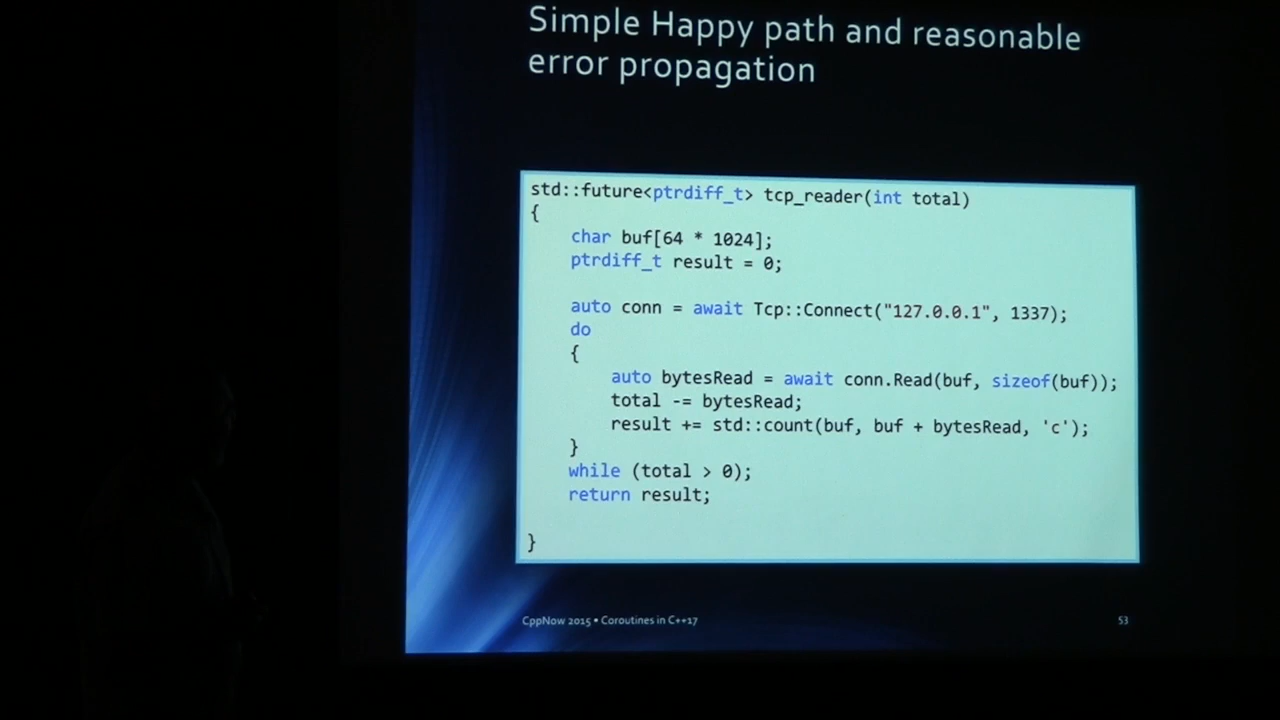 Simple Happy path and reasonable
error propagation
std::future<ptrdiff_t> tcp_reader(int total)
{
char buf[64 * 1024];
ptrdiff_t result = 0;
auto conn = await Tcp::Connect("127.0.0.1", 1337);
do
{
auto bytesRead = await conn.Read(buf, sizeof(buf));
total -= bytesRead;
result += std::count(buf, buf + bytesRead, 'c');
}
while (total > 0);
return result;
}
CppNow 2015 • Coroutines in C++17
53